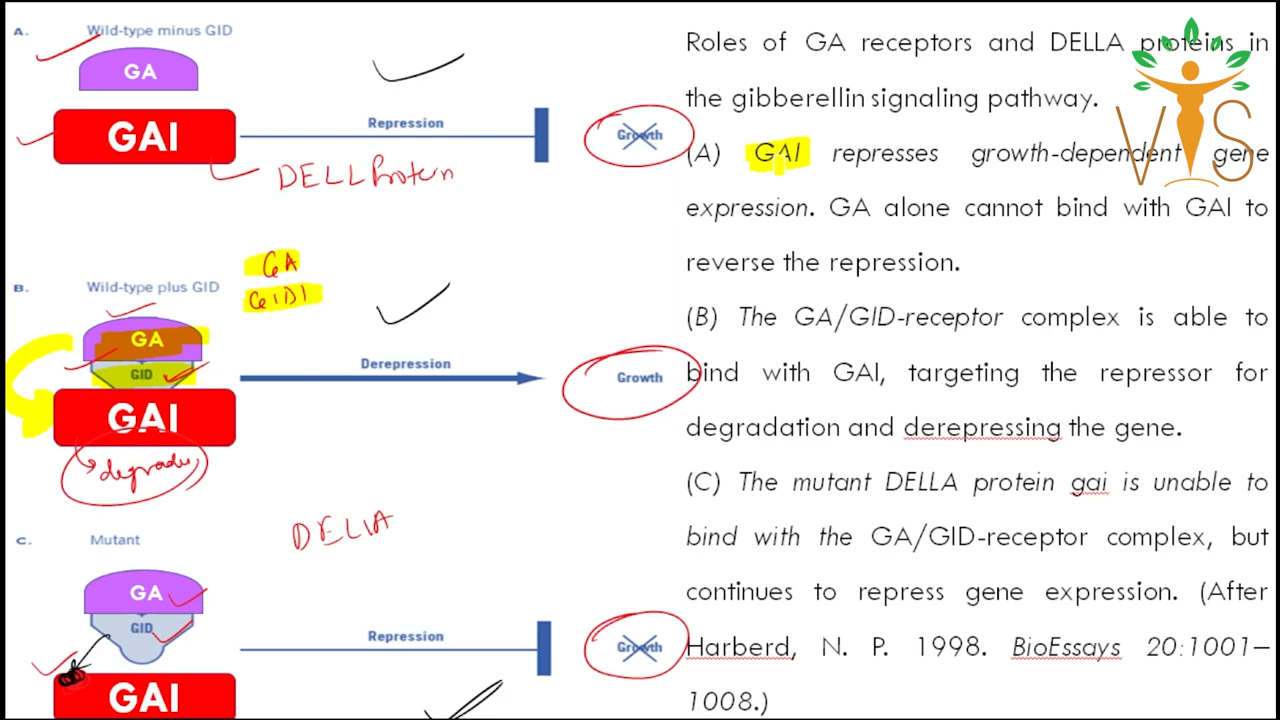 A. Wild-type minus GID
GA
GAI
Repression
Growth
DELL Protein
B. Wild-type plus GID
GA
GID1
GA
GID
GAI
Derepression
Growth
degrades
C. Mutant
DELLA
GA
GID
GAI
Repression
Growth
Roles of GA receptors and DELLA proteins in
the gibberellin signaling pathway.
(A) GAI represses growth-dependent gene
expression. GA alone cannot bind with GAI to
reverse the repression.
(B) The GA/GID-receptor complex is able to
bind with GAI, targeting the repressor for
degradation and derepressing the gene.
(C) The mutant DELLA protein gai is unable to
bind with the GA/GID-receptor complex, but
continues to repress gene expression. (After
Harberd, N. P. 1998. BioEssays 20:1001–
1008.)
VIS